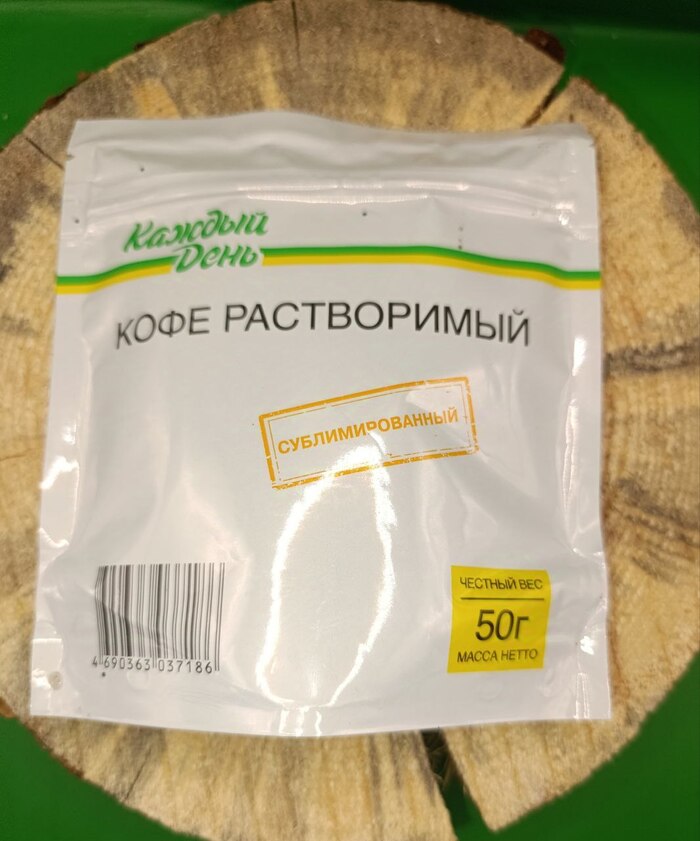 Каждый
День
КОФЕ РАСТВОРИМЫЙ
СУБЛИМИРОВАННЫЙ
ЧЕСТНЫЙ ВЕС
50г
МАССА НЕТТО
4 690363 037186